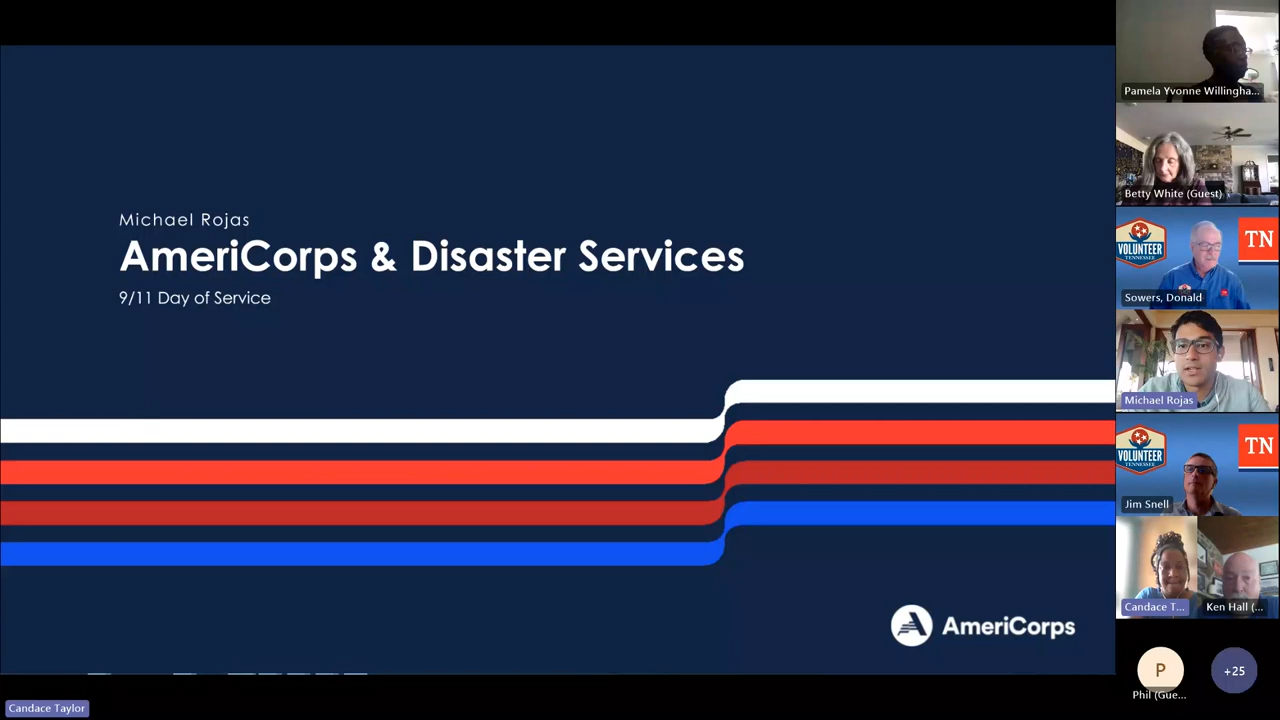 Michael Rojas
AmeriCorps & Disaster Services
9/11 Day of Service
AmeriCorps
Candace Taylor
Pamela Yvonne Willingha...
Betty White (Guest)
VOLUNTEER
TENNESSEE
TN
Sowers, Donald
Michael Rojas
VOLUNTEER
TENNESSEE
TN
Jim Snell
Candace T...
Ken Hall (...
P
Phil (Gue...
+25